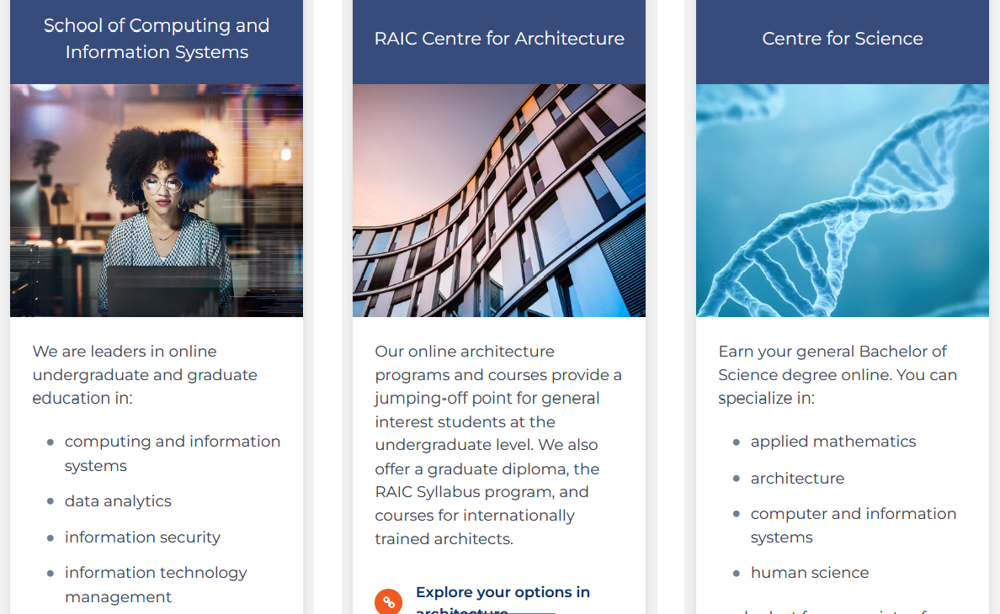 School of Computing and
Information Systems
We are leaders in online
undergraduate and graduate
education in:
computing and information
systems
data analytics
information security
information technology
management
RAIC Centre for Architecture
Our online architecture
programs and courses provide a
jumping-off point for general
interest students at the
undergraduate level. We also
offer a graduate diploma, the
RAIC Syllabus program, and
courses for internationally
trained architects.
Explore your options in
architecture
Centre for Science
Earn your general Bachelor of
Science degree online. You can
specialize in:
applied mathematics
architecture
computer and information
systems
human science